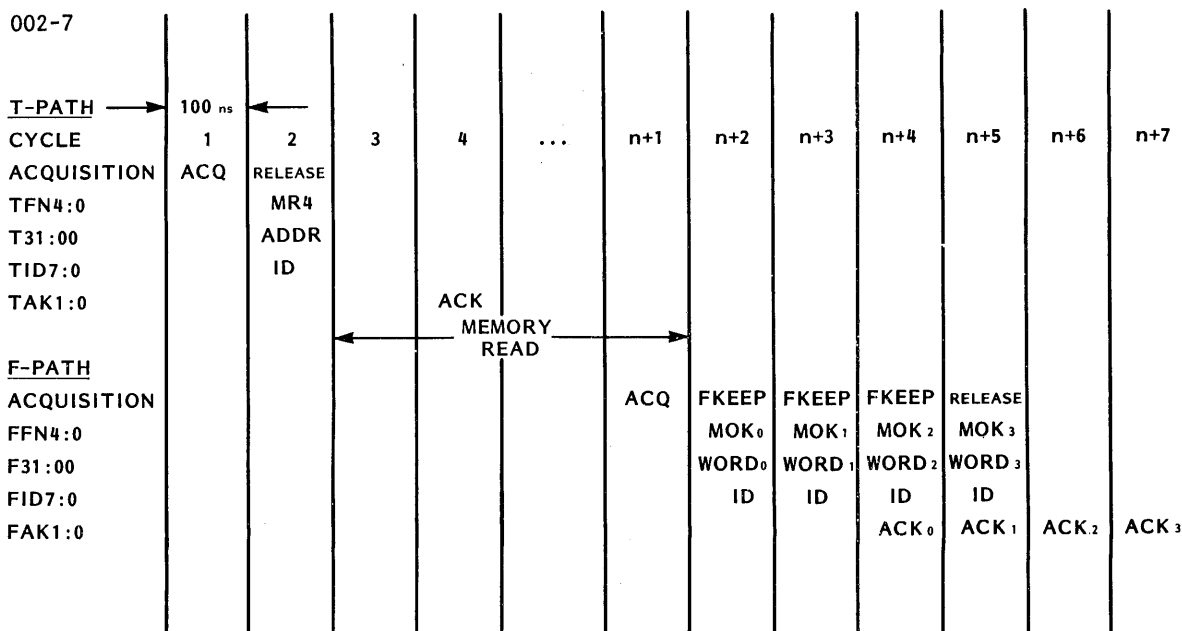 002-7
T-PATH 100 ns
CYCLE 1 2 3 4 ... n+1 n+2 n+3 n+4 n+5 n+6 n+7
ACQUISITION ACQ RELEASE
TFN4:0 MR4
T31:00 ADDR
TID7:0 ID
TAK1:0 ACK
MEMORY
READ
F-PATH
ACQUISITION ACQ FKEEP FKEEP FKEEP RELEASE
FFN4:0 MOK0 MOK1 MOK2 MOK3
F31:00 WORD0 WORD1 WORD2 WORD3
FID7:0 ID ID ID ID
FAK1:0 ACK0 ACK1 ACK2 ACK3